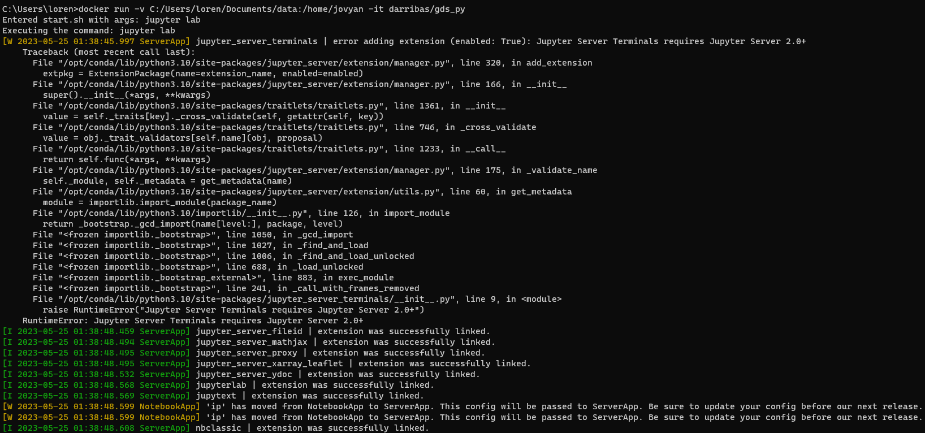 C:\Users\loren>docker run -v C:/Users/loren/Documents/data:/home/jovyan -it darribas/gds_py
Entered start.sh with args: jupyter lab
Executing the command: jupyter lab
[W 2023-05-25 01:38:45.997 ServerApp] jupyter_server_terminals | error adding extension (enabled: True): Jupyter Server Terminals requires Jupyter Server 2.0+
Traceback (most recent call last):
File "/opt/conda/lib/python3.10/site-packages/jupyter_server/extension/manager.py", line 320, in add_extension
extpkg = ExtensionPackage(name=extension_name, enabled=enabled)
File "/opt/conda/lib/python3.10/site-packages/jupyter_server/extension/manager.py", line 166, in __init__
super().__init__(*args, **kwargs)
File "/opt/conda/lib/python3.10/site-packages/traitlets/traitlets.py", line 1361, in __init__
value = self._traits[key]._cross_validate(self, getattr(self, key))
File "/opt/conda/lib/python3.10/site-packages/traitlets/traitlets.py", line 746, in _cross_validate
value = obj._trait_validators[self.name](obj, proposal)
File "/opt/conda/lib/python3.10/site-packages/traitlets/traitlets.py", line 1233, in __call__
return self.func(*args, **kwargs)
File "/opt/conda/lib/python3.10/site-packages/jupyter_server/extension/manager.py", line 175, in _validate_name
self._module, self._metadata = get_metadata(name)
File "/opt/conda/lib/python3.10/site-packages/jupyter_server/extension/utils.py", line 60, in get_metadata
module = importlib.import_module(package_name)
File "/opt/conda/lib/python3.10/importlib/__init__.py", line 126, in import_module
return _bootstrap._gcd_import(name[level:], package, level)
File "<frozen importlib._bootstrap>", line 1050, in _gcd_import
File "<frozen importlib._bootstrap>", line 1027, in _find_and_load
File "<frozen importlib._bootstrap>", line 1006, in _find_and_load_unlocked
File "<frozen importlib._bootstrap>", line 688, in _load_unlocked
File "<frozen importlib._bootstrap_external>", line 883, in exec_module
File "<frozen importlib._bootstrap>", line 241, in _call_with_frames_removed
File "/opt/conda/lib/python3.10/site-packages/jupyter_server_terminals/__init__.py", line 9, in <module>
raise RuntimeError("Jupyter Server Terminals requires Jupyter Server 2.0+")
RuntimeError: Jupyter Server Terminals requires Jupyter Server 2.0+
[I 2023-05-25 01:38:48.459 ServerApp] jupyter_server_fileid | extension was successfully linked.
[I 2023-05-25 01:38:48.494 ServerApp] jupyter_server_mathjax | extension was successfully linked.
[I 2023-05-25 01:38:48.495 ServerApp] jupyter_server_proxy | extension was successfully linked.
[I 2023-05-25 01:38:48.496 ServerApp] jupyter_server_xarray_leaflet | extension was successfully linked.
[I 2023-05-25 01:38:48.532 ServerApp] jupyter_server_ydoc | extension was successfully linked.
[I 2023-05-25 01:38:48.568 ServerApp] jupyterlab | extension was successfully linked.
[I 2023-05-25 01:38:48.569 ServerApp] jupytext | extension was successfully linked.
[W 2023-05-25 01:38:48.599 NotebookApp] 'ip' has moved from NotebookApp to ServerApp. This config will be passed to ServerApp. Be sure to update your config before our next release.
[W 2023-05-25 01:38:48.599 NotebookApp] 'ip' has moved from NotebookApp to ServerApp. This config will be passed to ServerApp. Be sure to update your config before our next release.
[I 2023-05-25 01:38:48.608 ServerApp] nbclassic | extension was successfully linked.